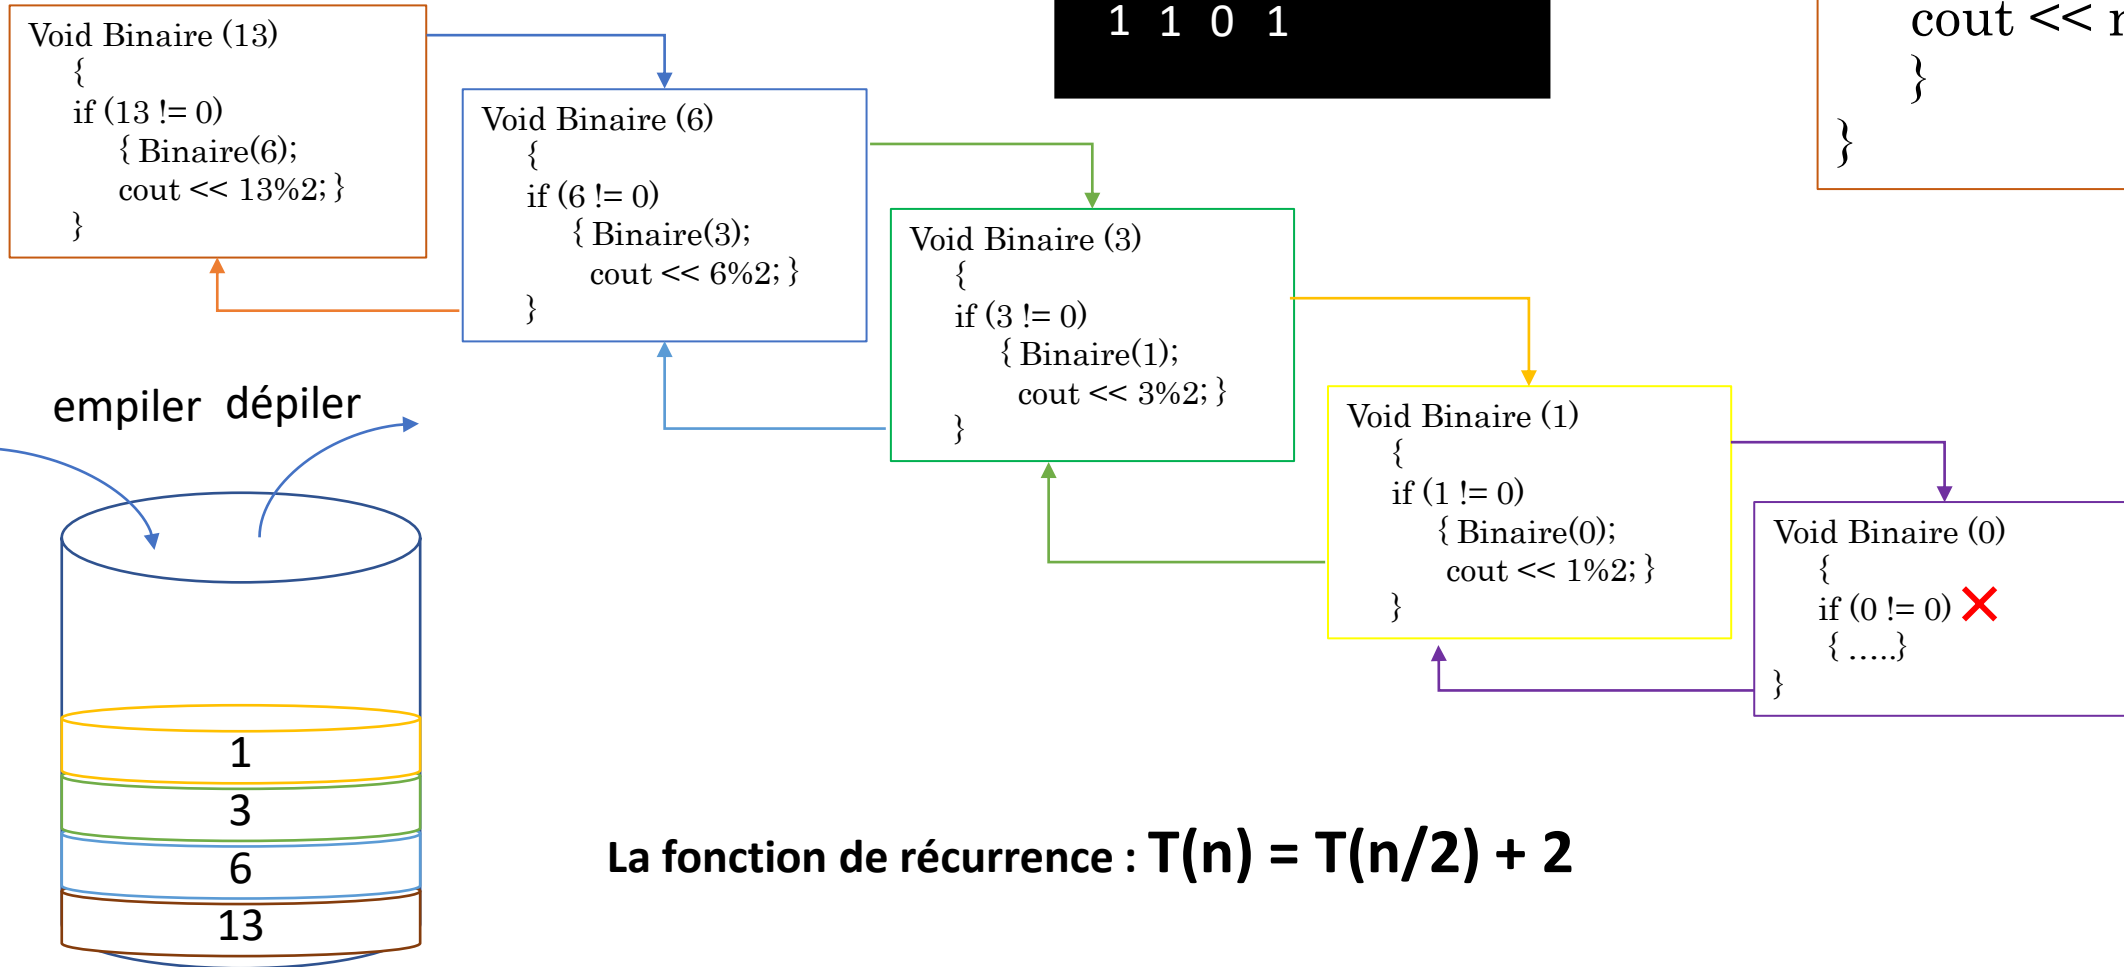 Void Binaire (13)
{
if (13 != 0)
{ Binaire(6);
cout << 13%2; }
}
1 1 0 1
cout <<
}
}
Void Binaire (6)
{
if (6 != 0)
{ Binaire(3);
cout << 6%2; }
}
Void Binaire (3)
{
if (3 != 0)
{ Binaire(1);
cout << 3%2; }
}
Void Binaire (1)
{
if (1 != 0)
{ Binaire(0);
cout << 1%2; }
}
Void Binaire (0)
{
if (0 != 0)
{ .....}
}
empiler dépiler
1
3
6
13
La fonction de récurrence : T(n) = T(n/2) + 2